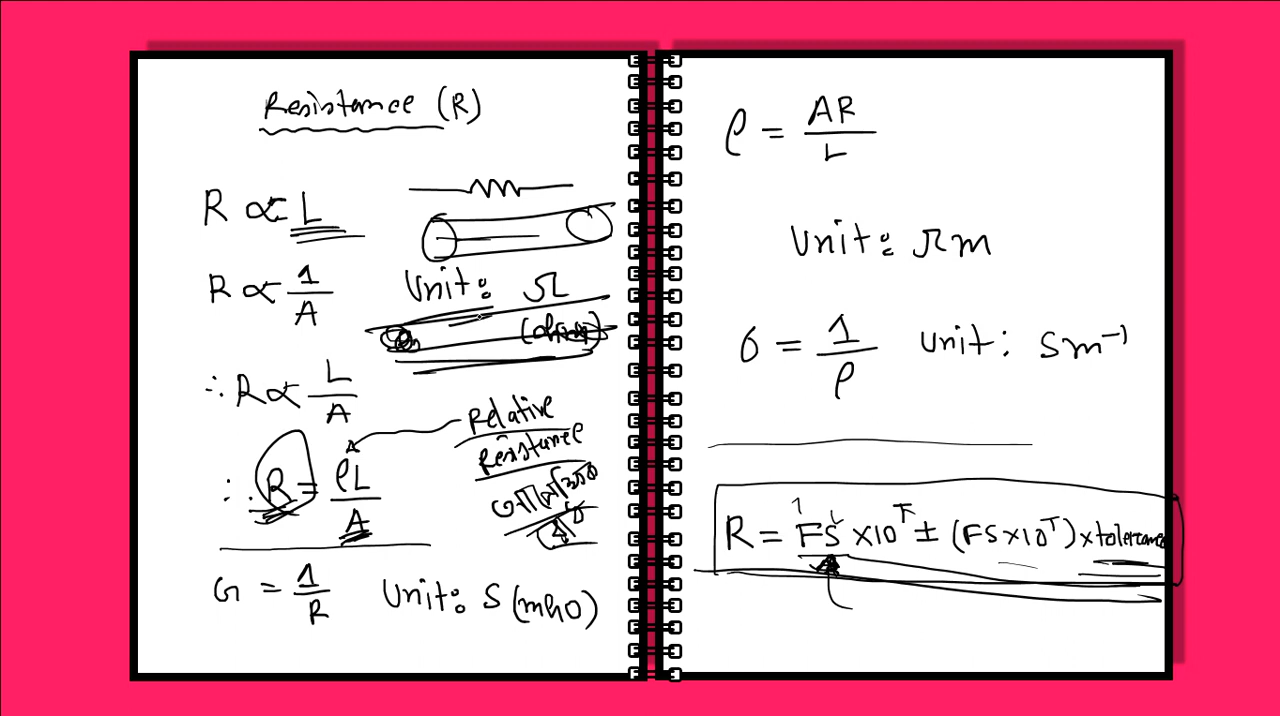 Resistance (R)
R ∝ L
R ∝ 1/A
Unit: Ω
(ohm)
∴ R ∝ L/A
Relative
Resistance
∴ R = ρL/A
G = 1/R Unit: S (mho)
ρ = AR/L
Unit: Ωm
σ = 1/ρ Unit: Sm⁻¹
R = FS ×10ᵀ ± (FS×10ᵀ) × tolerance